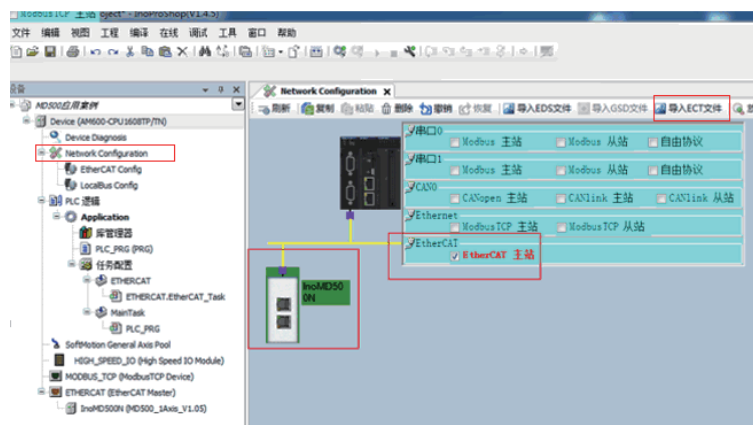 ModbusTCP 主站 oject* - InoProShop(V1.4.5)
文件 编辑 视图 工程 编译 在线 调试 工具 窗口 帮助
设备
MD500应用案例
Device (AM600-CPU1608TP/TN)
Device Diagnosis
Network Configuration
EtherCAT Config
LocalBus Config
PLC 逻辑
Application
库管理器
PLC_PRG (PRG)
任务配置
ETHERCAT
ETHERCAT.EtherCAT_Task
MainTask
PLC_PRG
SoftMotion General Axis Pool
HIGH_SPEED_IO (High Speed IO Module)
MODBUS_TCP (ModbusTCP Device)
ETHERCAT (EtherCAT Master)
InoMD500N (MD500_1Axis_V1.05)
Network Configuration
刷新 复制 粘贴 删除 撤销 恢复 导入EDS文件 导入GSD文件 导入ECT文件
串口0
Modbus 主站 Modbus 从站 自由协议
串口1
Modbus 主站 Modbus 从站 自由协议
CAN0
CANopen 主站 CANlink 主站 CANlink 从站
Ethernet
ModbusTCP 主站 ModbusTCP 从站
EtherCAT
EtherCAT 主站
InoMD50
0N